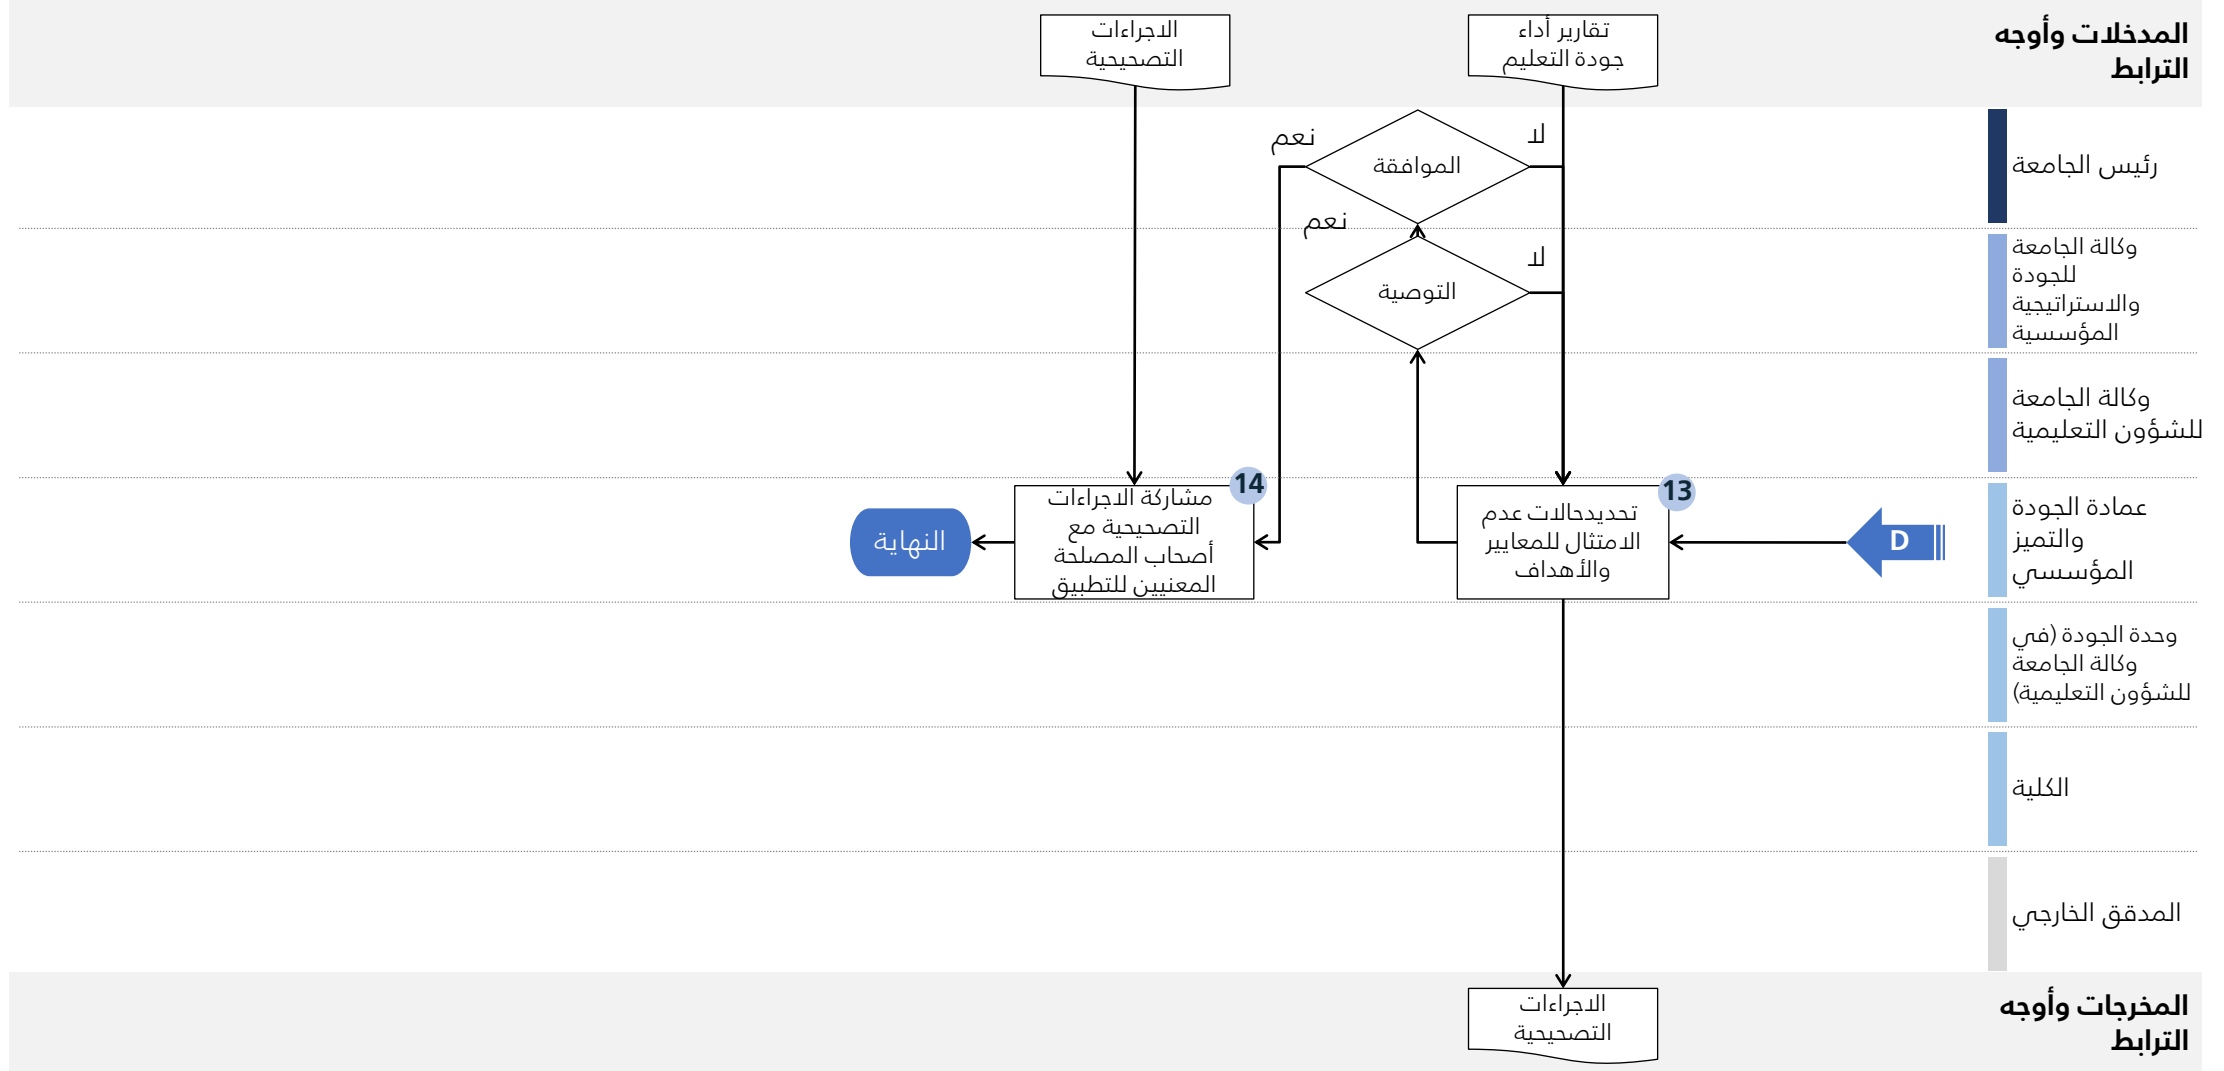 المدخلات وأوجه
الترابط
تقارير أداء
جودة التعليم
الاجراءات
التصحيحية
رئيس الجامعة
لا
الموافقة
نعم
وكالة الجامعة
للجودة
والاستراتيجية
المؤسسية
لا
التوصية
نعم
وكالة الجامعة
للشؤون التعليمية
عمادة الجودة
والتميز
المؤسسي
D
13
تحديدحالات عدم
الامتثال للمعايير
والأهداف
14
مشاركة الاجراءات
التصحيحية مع
أصحاب المصلحة
المعنيين للتطبيق
النهاية
وحدة الجودة (في
وكالة الجامعة
للشؤون التعليمية)
الكلية
المدقق الخارجي
المخرجات وأوجه
الترابط
الاجراءات
التصحيحية